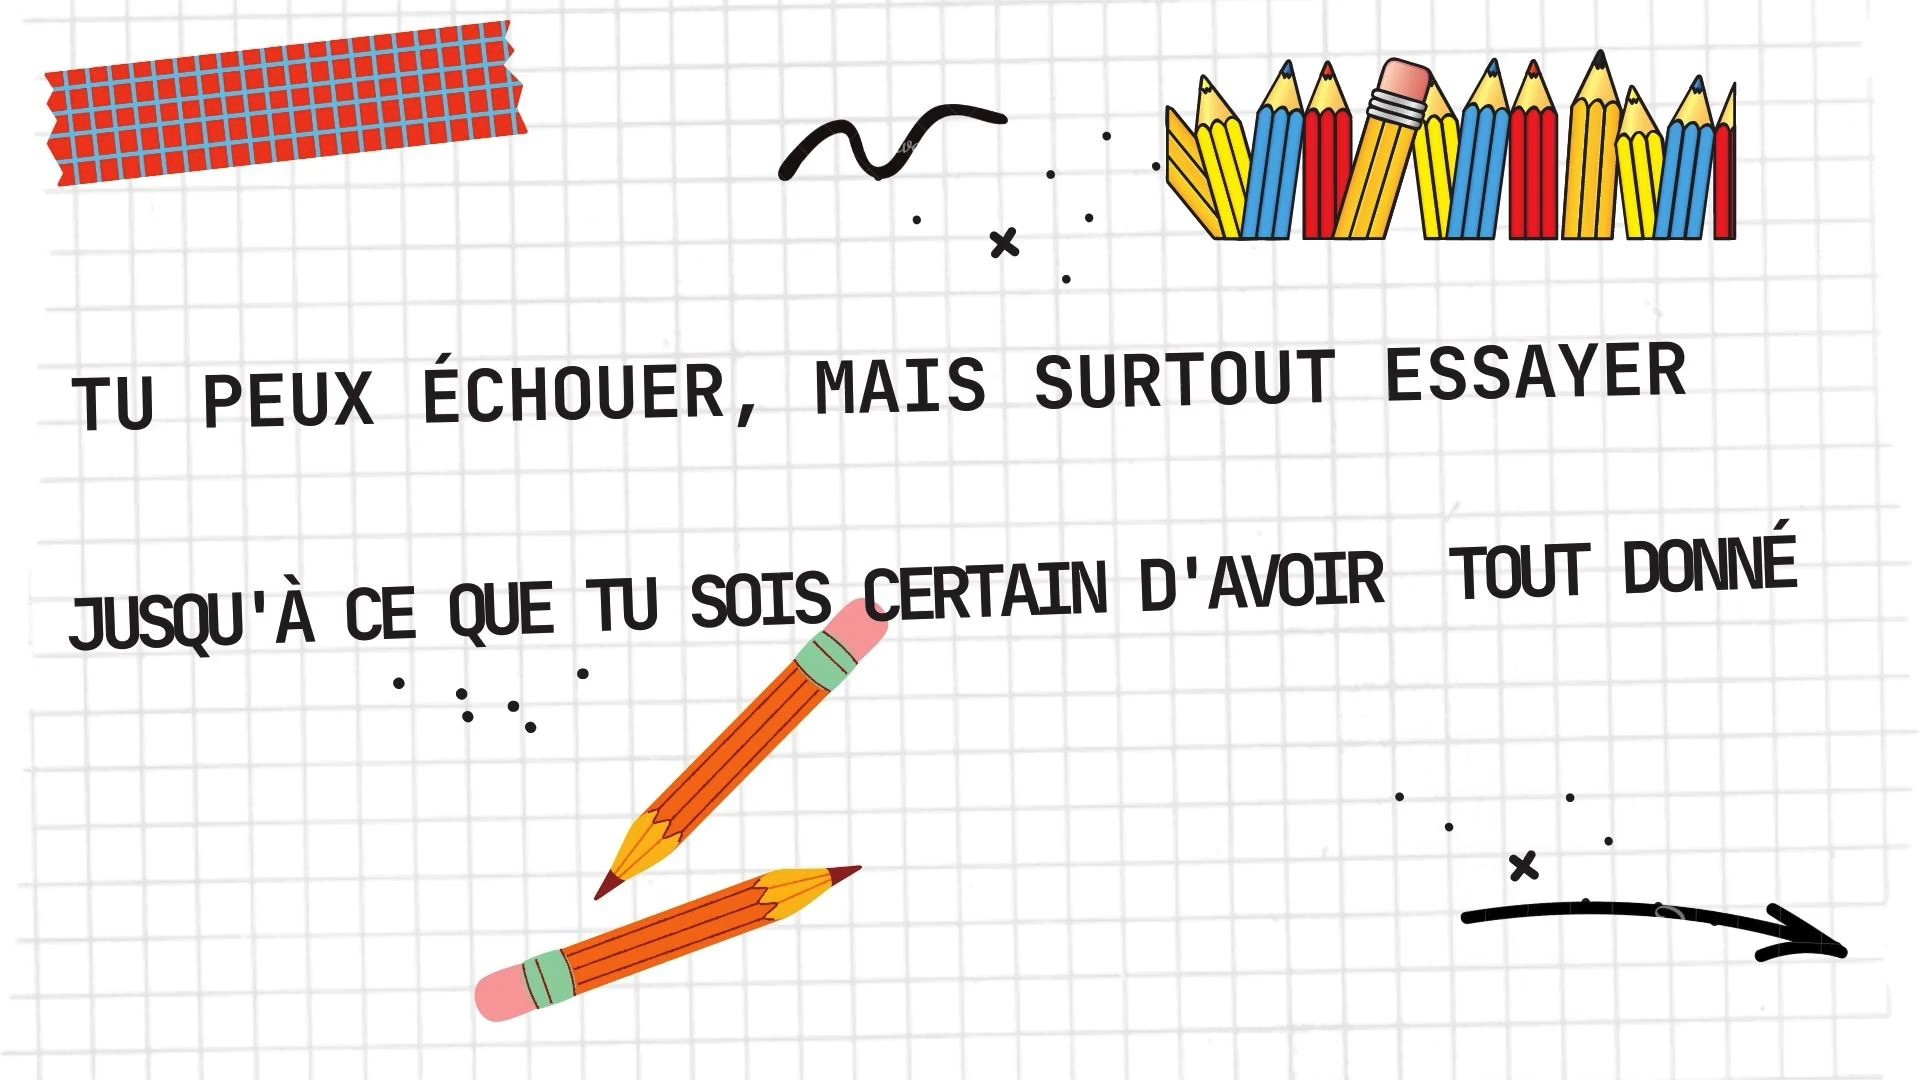 TU PEUX ÉCHOUER, MAIS SURTOUT ESSAYER
JUSQU'À CE QUE TU SOIS CERTAIN D'AVOIR TOUT DONNÉ